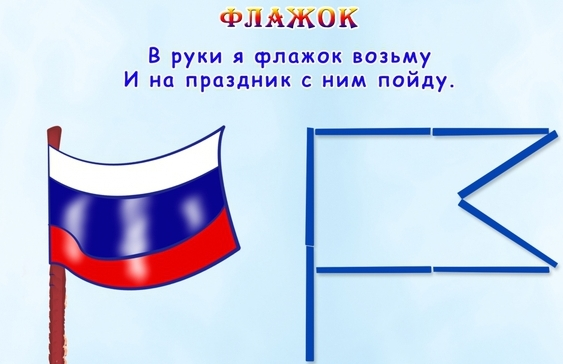 ФЛАЖОК
В руки я флажок возьму
И на праздник с ним пойду.